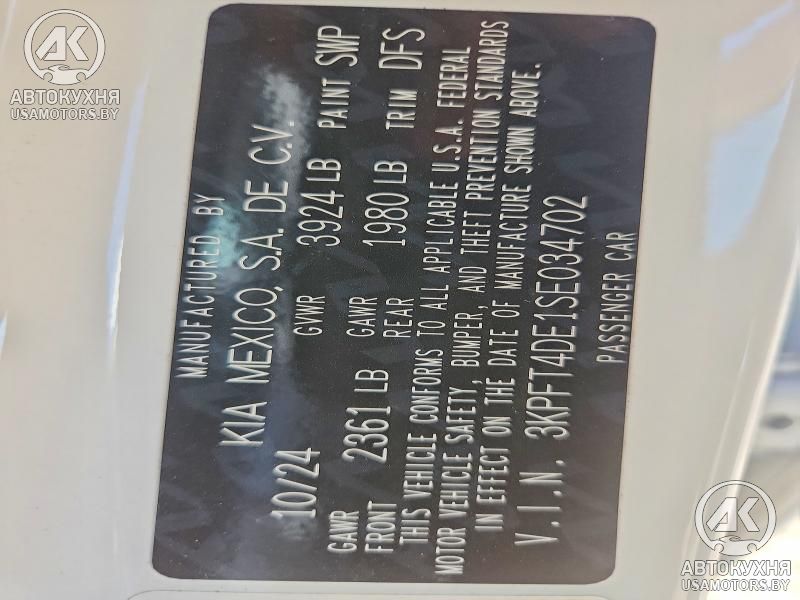 MANUFACTURED BY
KIA MEXICO, S.A. DE C.V.
10/24 GVWR 3924 LB PAINT SWP
GAWR FRONT 2361 LB GAWR REAR 1980 LB TRIM DFS
THIS VEHICLE CONFORMS TO ALL APPLICABLE U.S.A. FEDERAL
MOTOR VEHICLE SAFETY, BUMPER, AND THEFT PREVENTION STANDARDS
IN EFFECT ON THE DATE OF MANUFACTURE SHOWN ABOVE.
V.I.N. 3KPFT4DE1SE034702
PASSENGER CAR
АК
АВТОКУХНЯ
USAMOTORS.BY
АК
АВТОКУХНЯ
USAMOTORS.BY